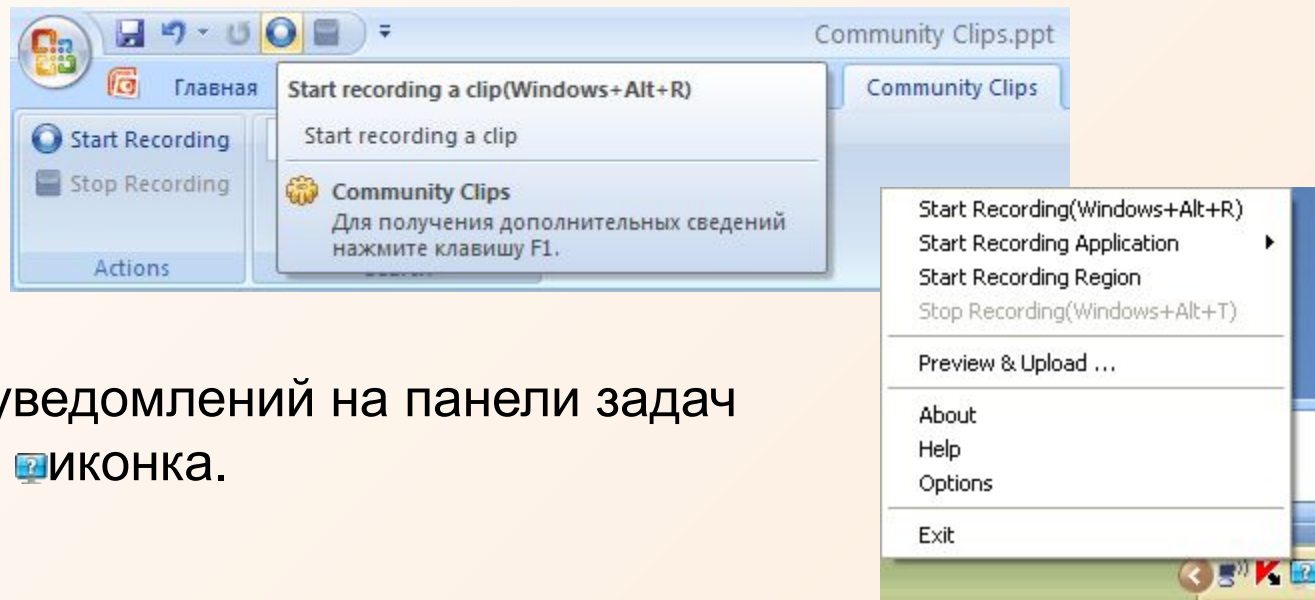 Community Clips.ppt
Главная
Community Clips
Start recording a clip(Windows+Alt+R)
Start recording a clip
Community Clips
Для получения дополнительных сведений
нажмите клавишу F1.
Start Recording
Stop Recording
Actions
Start Recording(Windows+Alt+R)
Start Recording Application
Start Recording Region
Stop Recording(Windows+Alt+T)
Preview & Upload ...
About
Help
Options
Exit
уведомлений на панели задач
иконка.